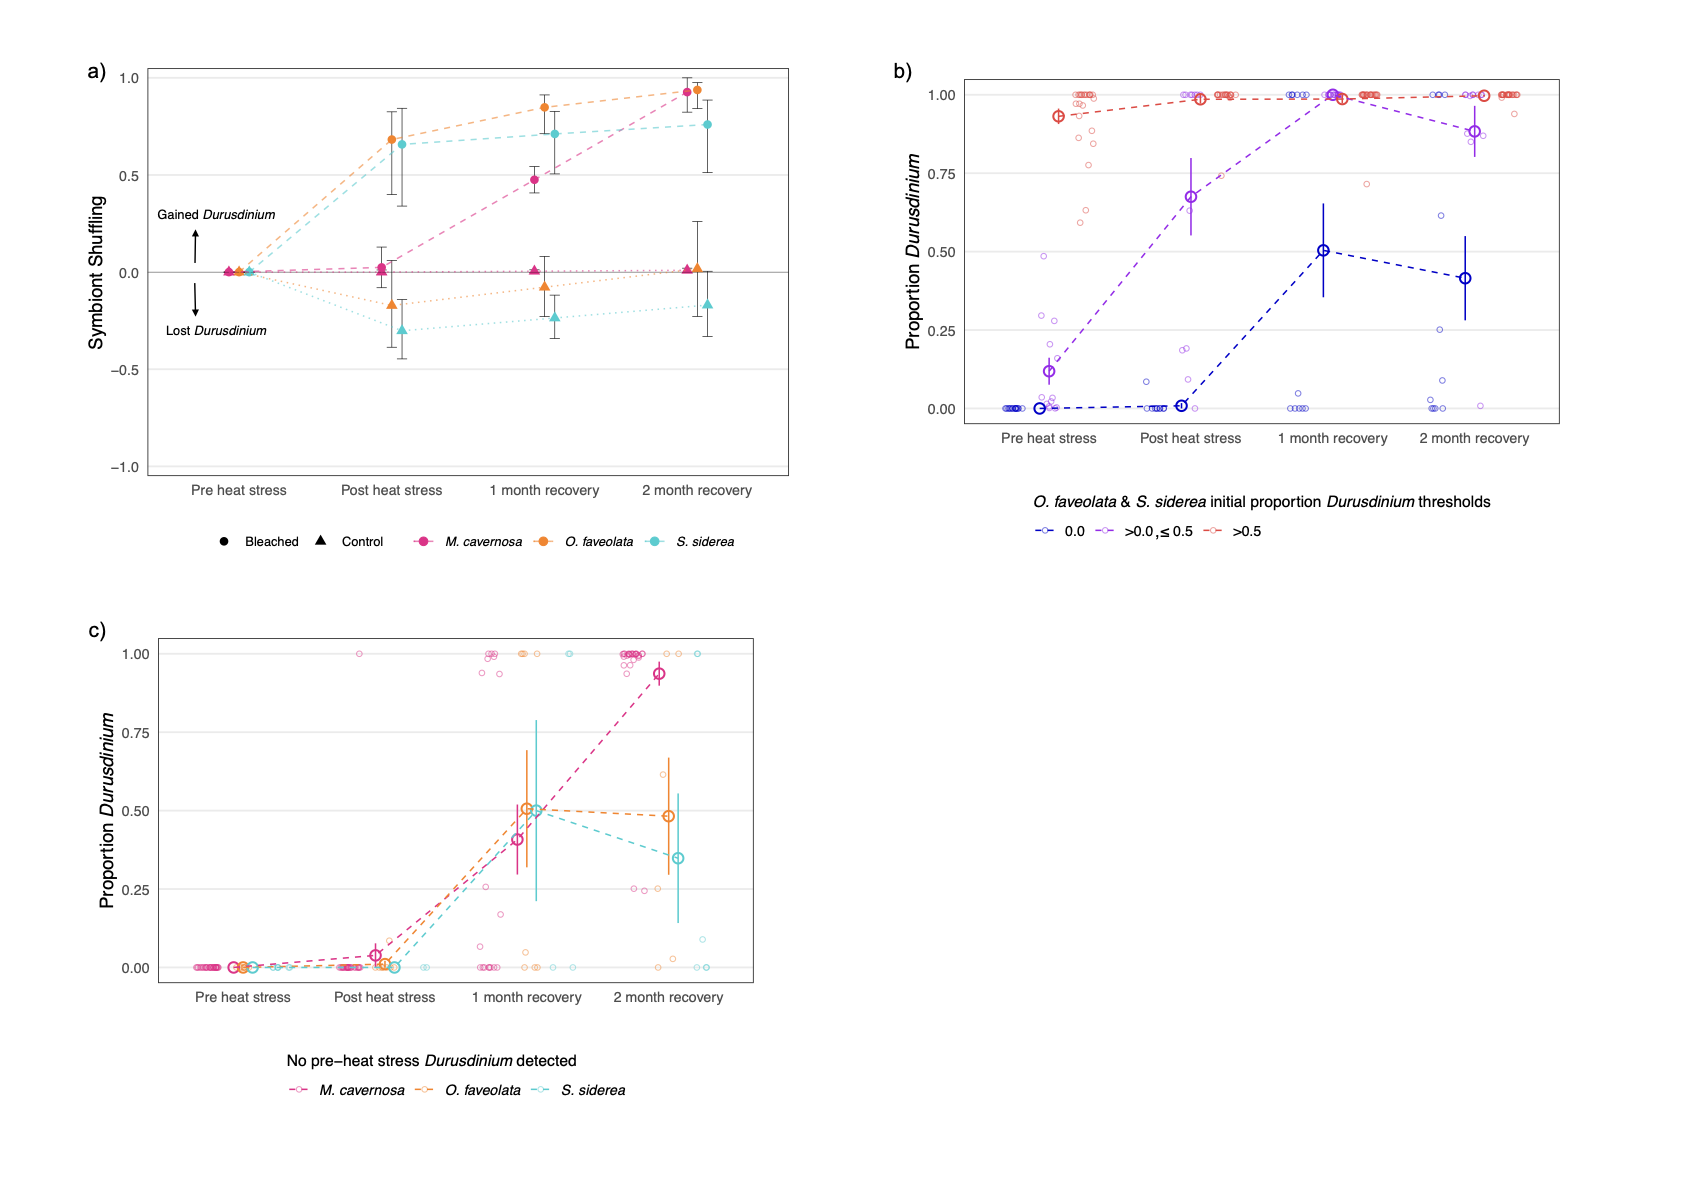 a)
1.0
0.5
0.0
−0.5
−1.0
Symbiont Shuffling
Gained Durusdinium
Lost Durusdinium
Pre heat stress Post heat stress 1 month recovery 2 month recovery
Bleached Control M. cavernosa O. faveolata S. siderea
b)
1.00
0.75
0.50
0.25
0.00
Proportion Durusdinium
Pre heat stress Post heat stress 1 month recovery 2 month recovery
O. faveolata & S. siderea initial proportion Durusdinium thresholds
0.0 >0.0,≤0.5 >0.5
c)
1.00
0.75
0.50
0.25
0.00
Proportion Durusdinium
Pre heat stress Post heat stress 1 month recovery 2 month recovery
No pre−heat stress Durusdinium detected
M. cavernosa O. faveolata S. siderea